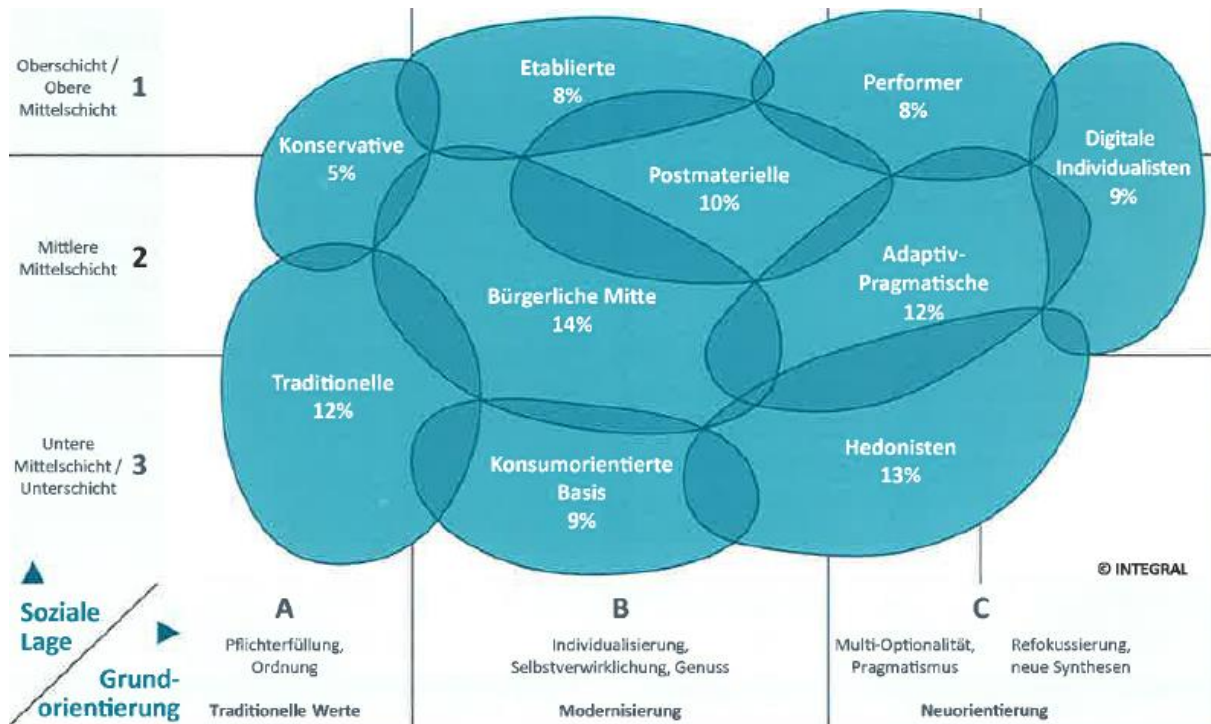 Oberschicht /
Obere
Mittelschicht
1
Etablierte
8%
Performer
8%
Konservative
5%
Digitale
Individualisten
9%
Postmaterielle
10%
Mittlere
Mittelschicht
2
Adaptiv-
Pragmatische
12%
Bürgerliche Mitte
14%
Traditionelle
12%
Untere
Mittelschicht /
Unterschicht
3
Konsumorientierte
Basis
9%
Hedonisten
13%
© INTEGRAL
Soziale
Lage
Grund-
orientierung
A
Pflichterfüllung,
Ordnung
Traditionelle Werte
B
Individualisierung,
Selbstverwirklichung, Genuss
Modernisierung
C
Multi-Optionalität,
Pragmatismus
Refokussierung,
neue Synthesen
Neuorientierung